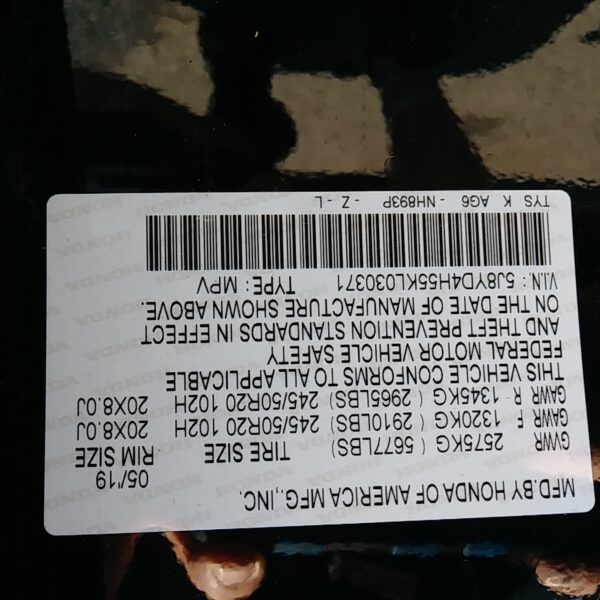 MFD.BY HONDA OF AMERICA MFG.,INC. 05/'19
GVWR 2575KG ( 5677LBS) TIRE SIZE RIM SIZE
GAWR F 1320KG ( 2910LBS) 245/50R20 102H 20X8.0J
GAWR R 1345KG ( 2965LBS) 245/50R20 102H 20X8.0J
THIS VEHICLE CONFORMS TO ALL APPLICABLE
FEDERAL MOTOR VEHICLE SAFETY
AND THEFT PREVENTION STANDARDS IN EFFECT
ON THE DATE OF MANUFACTURE SHOWN ABOVE.
V.I.N.: 5J8YD4H55KL030371 TYPE: MPV
TYS K AG6 -NH893P -Z -L